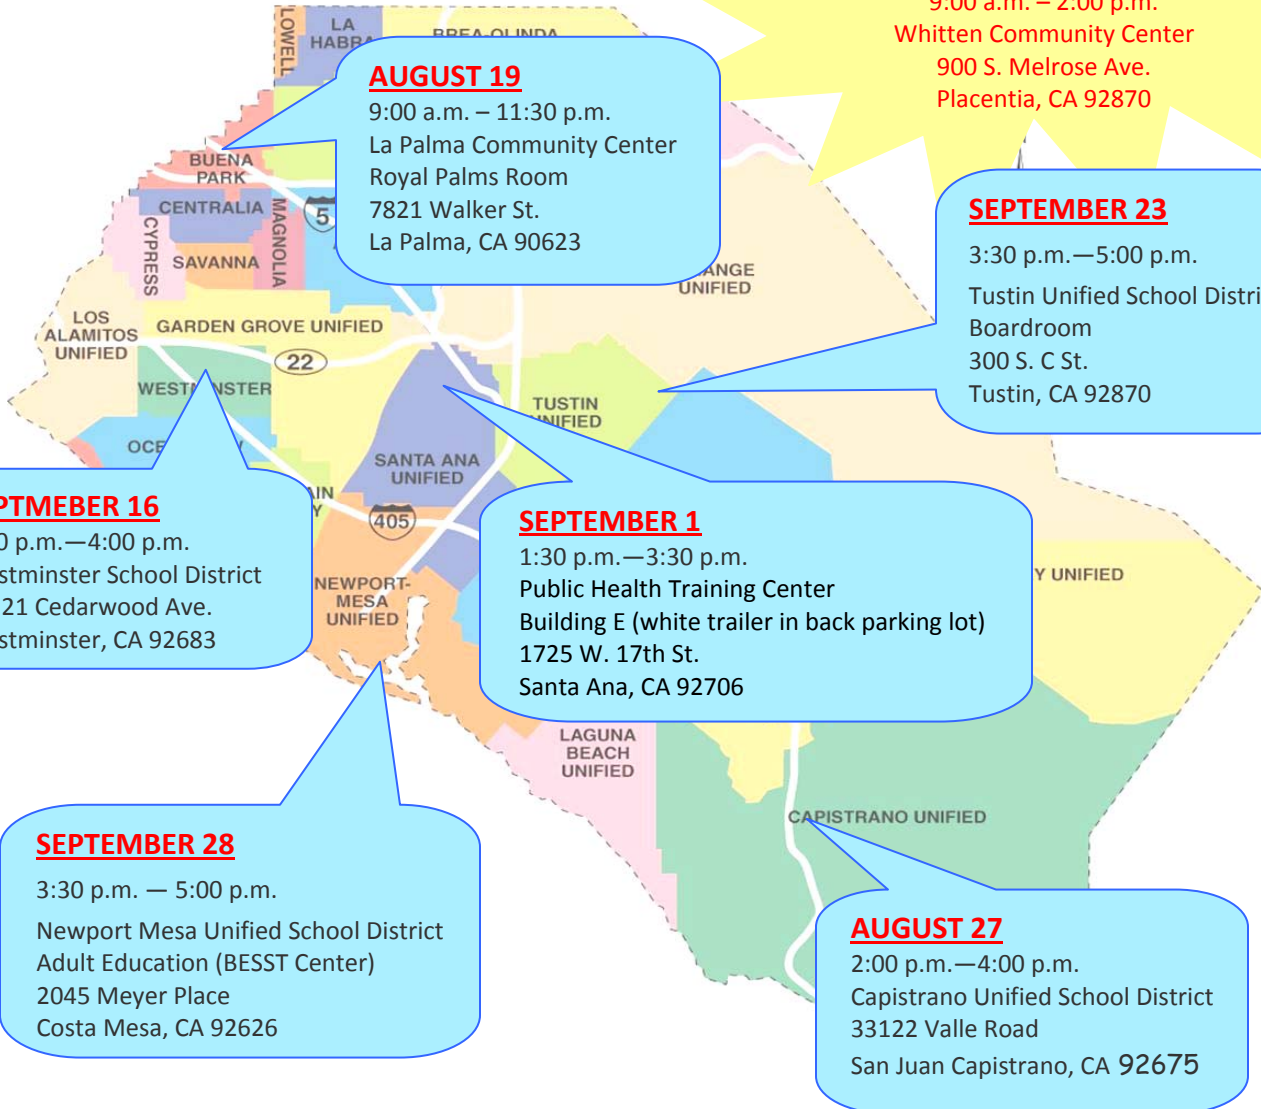 9:00 a.m. – 2:00 p.m.
Whitten Community Center
900 S. Melrose Ave.
Placentia, CA 92870
LOWELL
LA
HABRA
BREA-OLINDA
AUGUST 19
9:00 a.m. – 11:30 p.m.
La Palma Community Center
Royal Palms Room
7821 Walker St.
La Palma, CA 90623
BUENA
PARK
CENTRALIA
MAGNOLIA
5
CYPRESS
SAVANNA
ANGE
UNIFIED
SEPTEMBER 23
3:30 p.m.—5:00 p.m.
Tustin Unified School Distri
Boardroom
300 S. C St.
Tustin, CA 92870
LOS
ALAMITOS
UNIFIED
GARDEN GROVE UNIFIED
22
WESTMINSTER
TUSTIN
UNIFIED
OCE
SANTA ANA
UNIFIED
AIN
Y
405
PTMEBER 16
0 p.m.—4:00 p.m.
stminster School District
21 Cedarwood Ave.
stminster, CA 92683
NEWPORT-
MESA
UNIFIED
SEPTEMBER 1
1:30 p.m.—3:30 p.m.
Public Health Training Center
Building E (white trailer in back parking lot)
1725 W. 17th St.
Santa Ana, CA 92706
Y UNIFIED
LAGUNA
BEACH
UNIFIED
CAPISTRANO UNIFIED
SEPTEMBER 28
3:30 p.m. — 5:00 p.m.
Newport Mesa Unified School District
Adult Education (BESST Center)
2045 Meyer Place
Costa Mesa, CA 92626
AUGUST 27
2:00 p.m.—4:00 p.m.
Capistrano Unified School District
33122 Valle Road
San Juan Capistrano, CA 92675